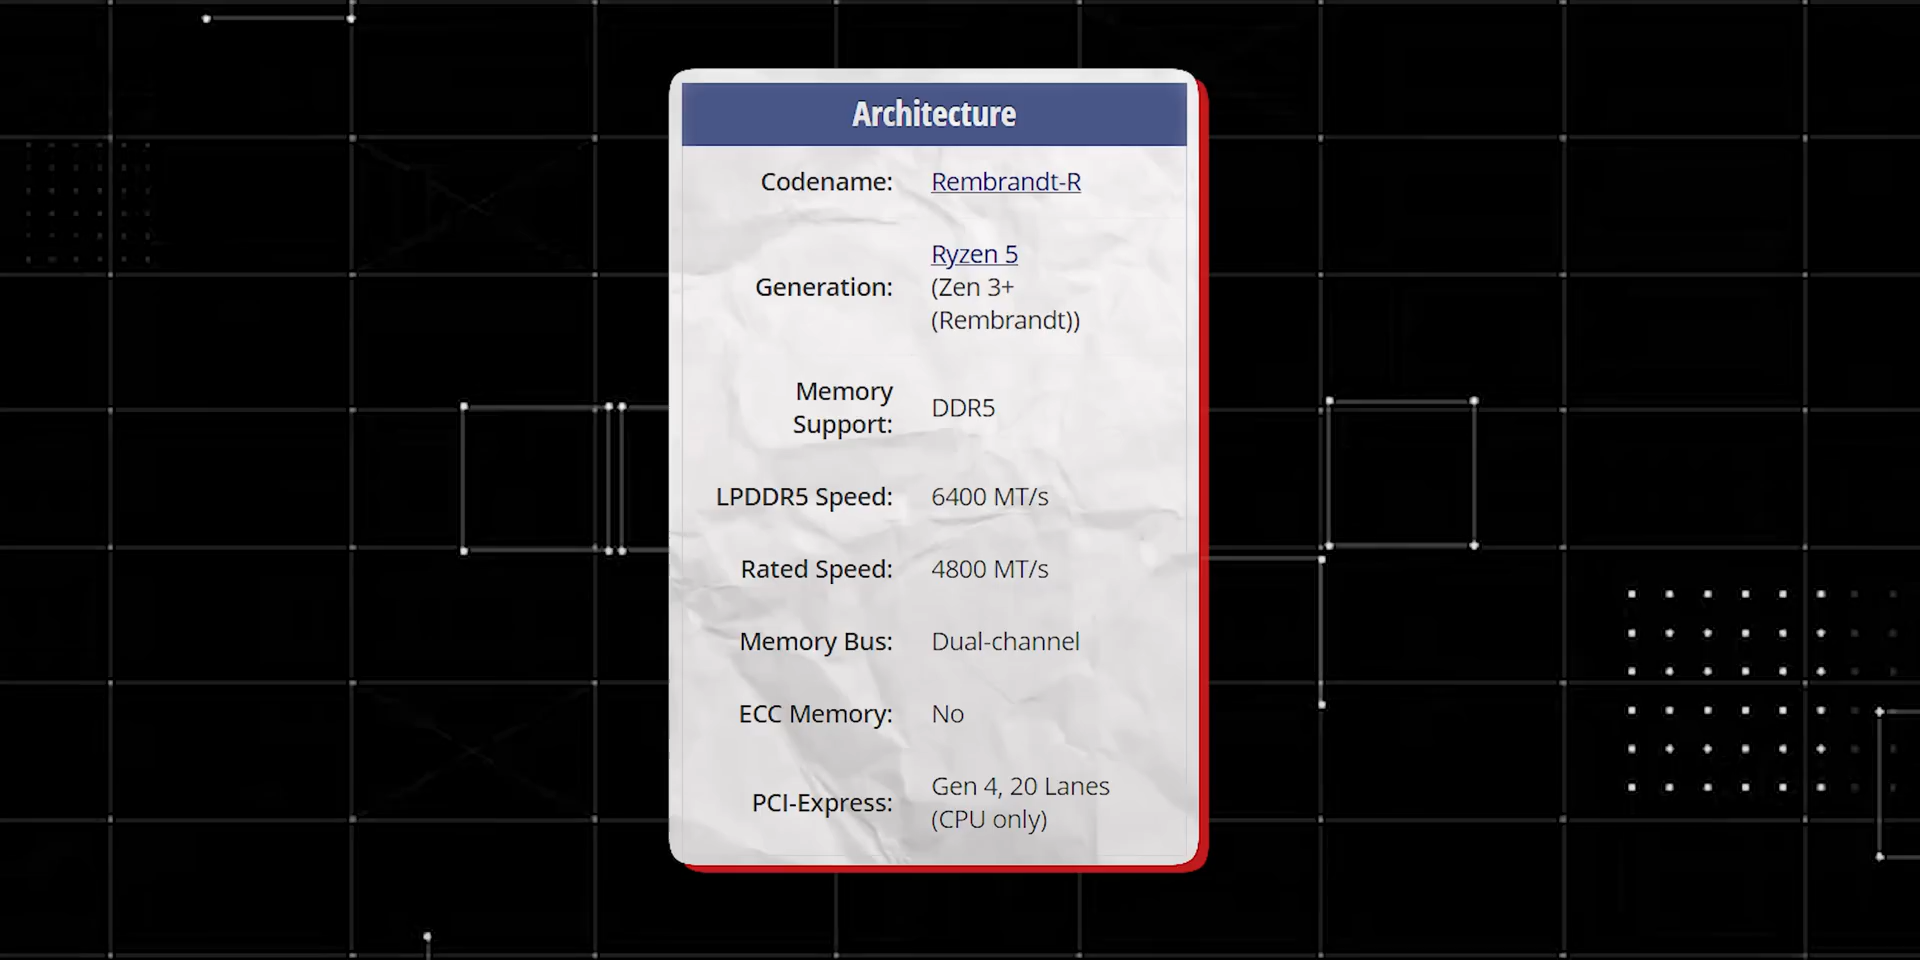 Architecture
Codename: Rembrandt-R
Generation: Ryzen 5
(Zen 3+
(Rembrandt))
Memory
Support: DDR5
LPDDR5 Speed: 6400 MT/s
Rated Speed: 4800 MT/s
Memory Bus: Dual-channel
ECC Memory: No
PCI-Express: Gen 4, 20 Lanes
(CPU only)